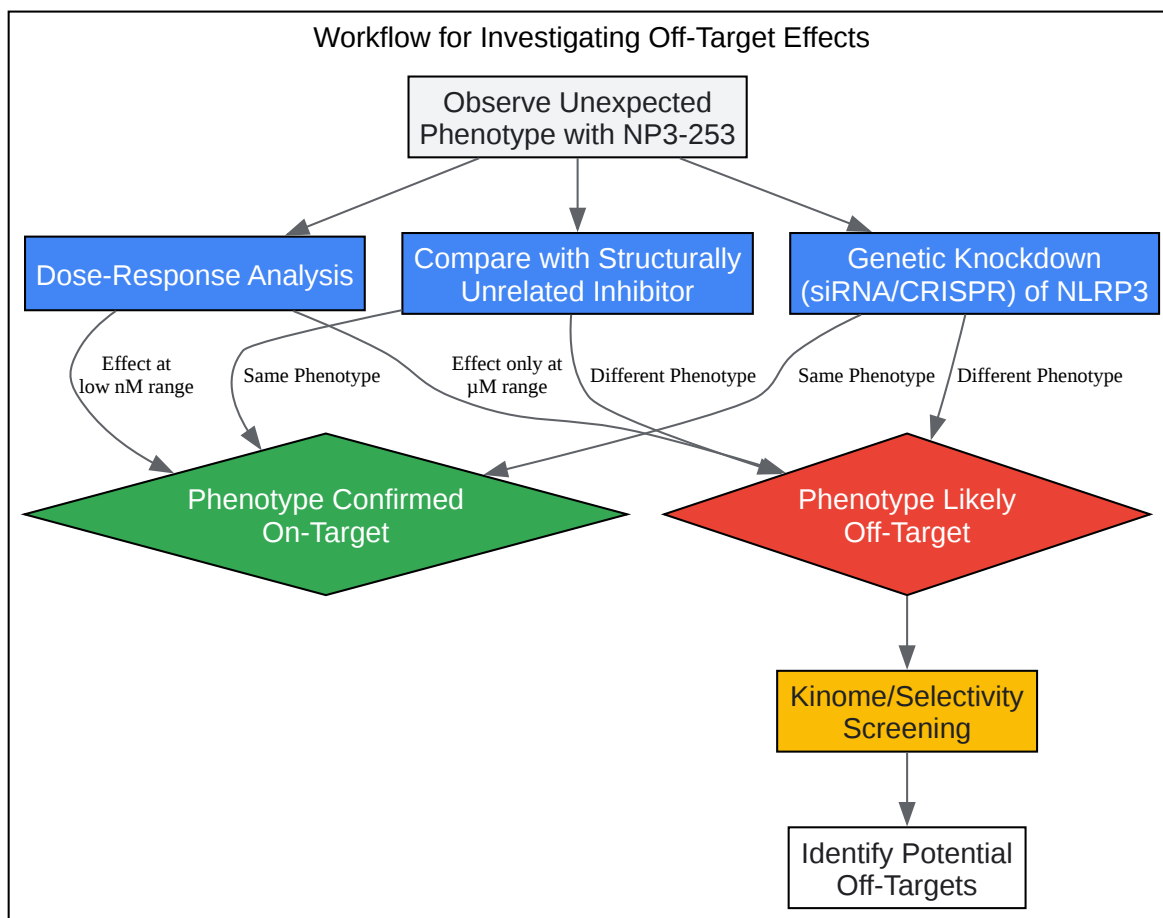 Workflow for Investigating Off-Target Effects
Observe Unexpected
Phenotype with NP3-253
Dose-Response Analysis
Compare with Structurally
Unrelated Inhibitor
Genetic Knockdown
(siRNA/CRISPR) of NLRP3
Effect at
low nM range
Same Phenotype
Effect only at
µM range
Different Phenotype
Same Phenotype
Different Phenotype
Phenotype Confirmed
On-Target
Phenotype Likely
Off-Target
Kinome/Selectivity
Screening
Identify Potential
Off-Targets